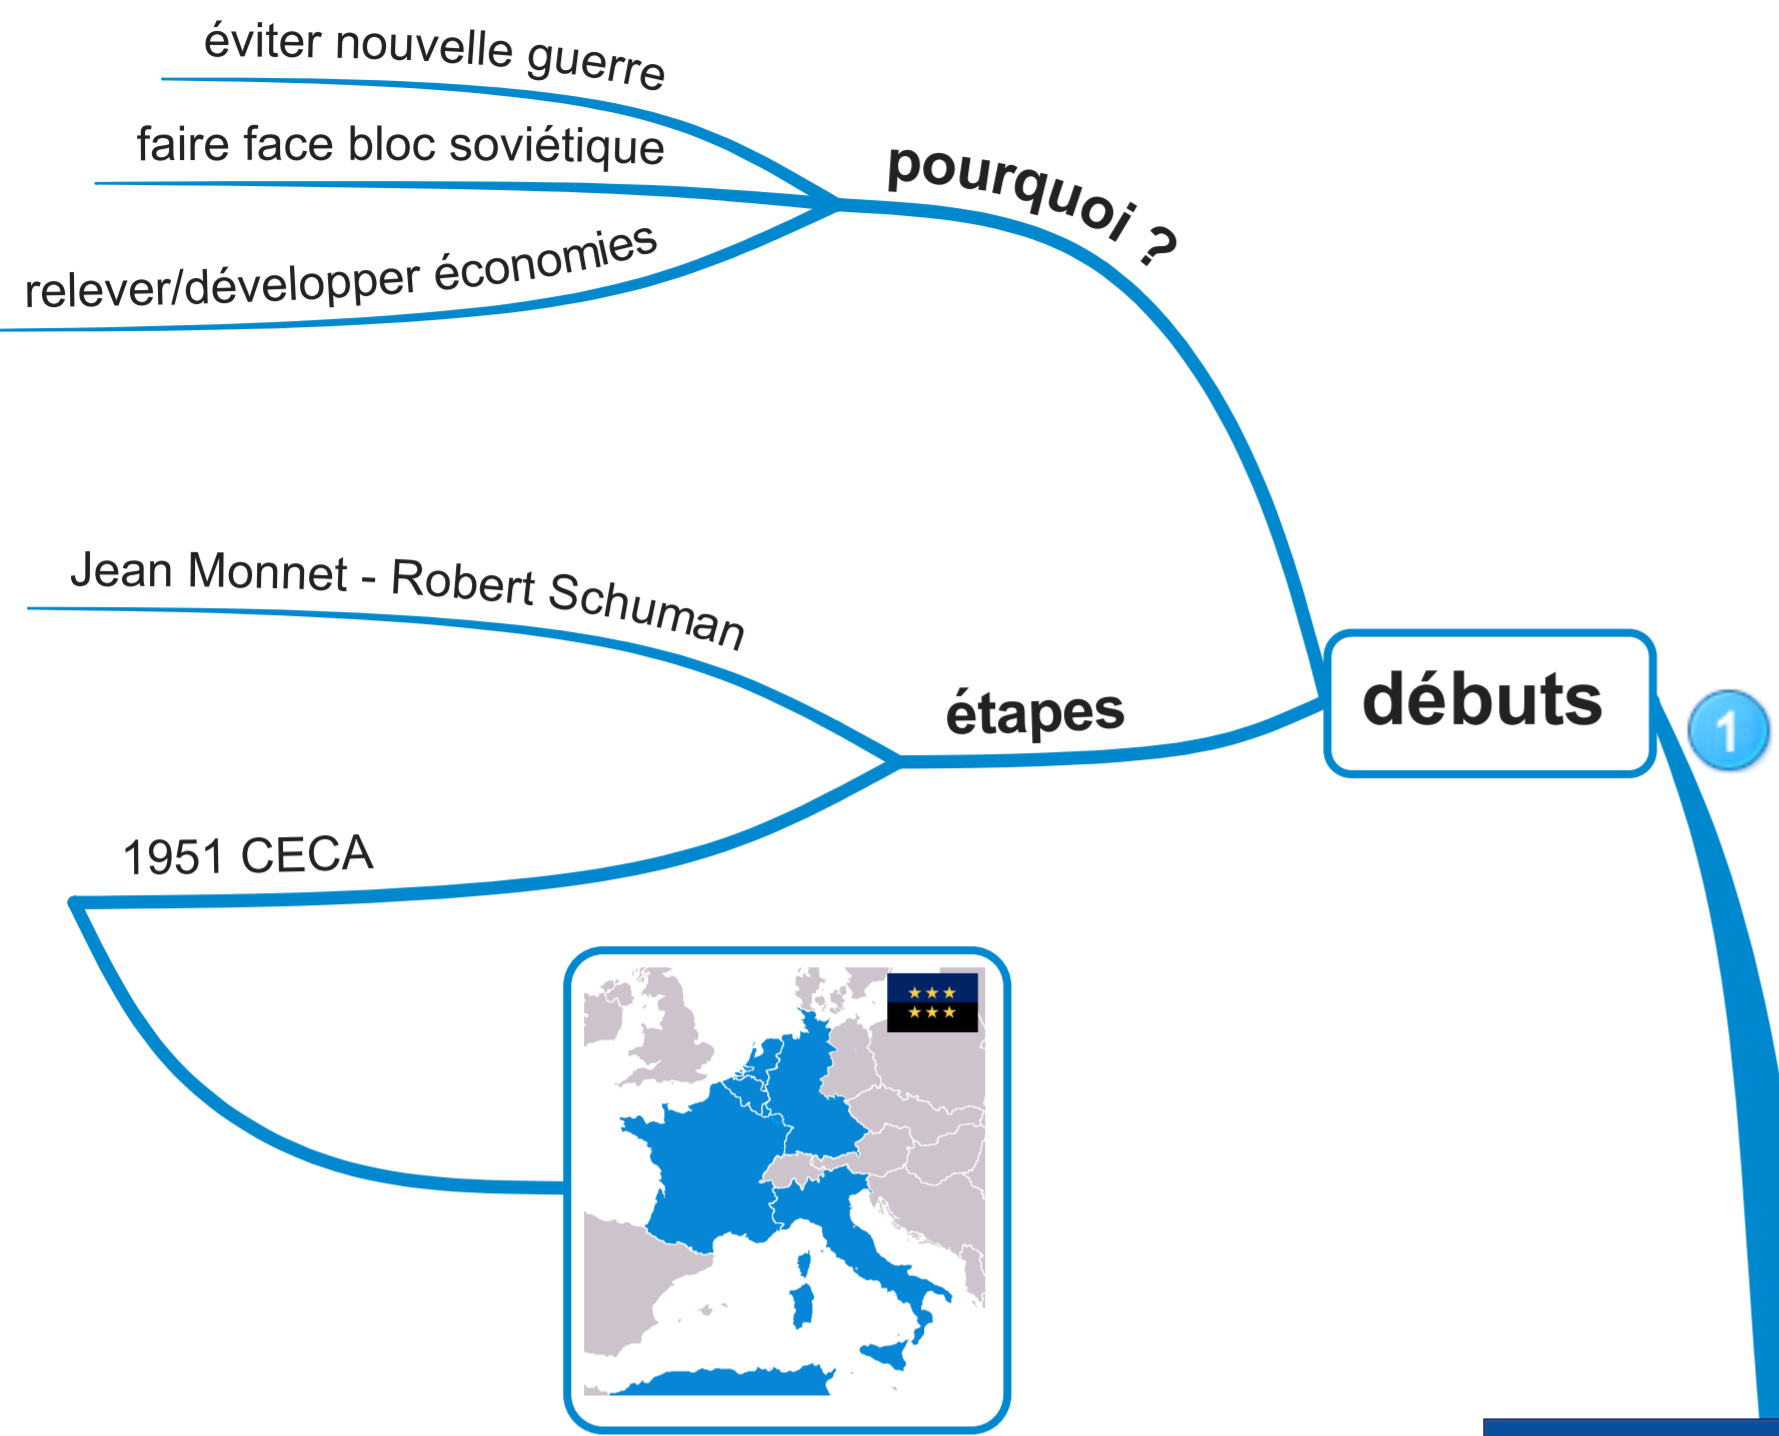 éviter nouvelle guerre
faire face bloc soviétique
relever/développer économies
pourquoi ?
Jean Monnet - Robert Schuman
étapes
1951 CECA
débuts
1